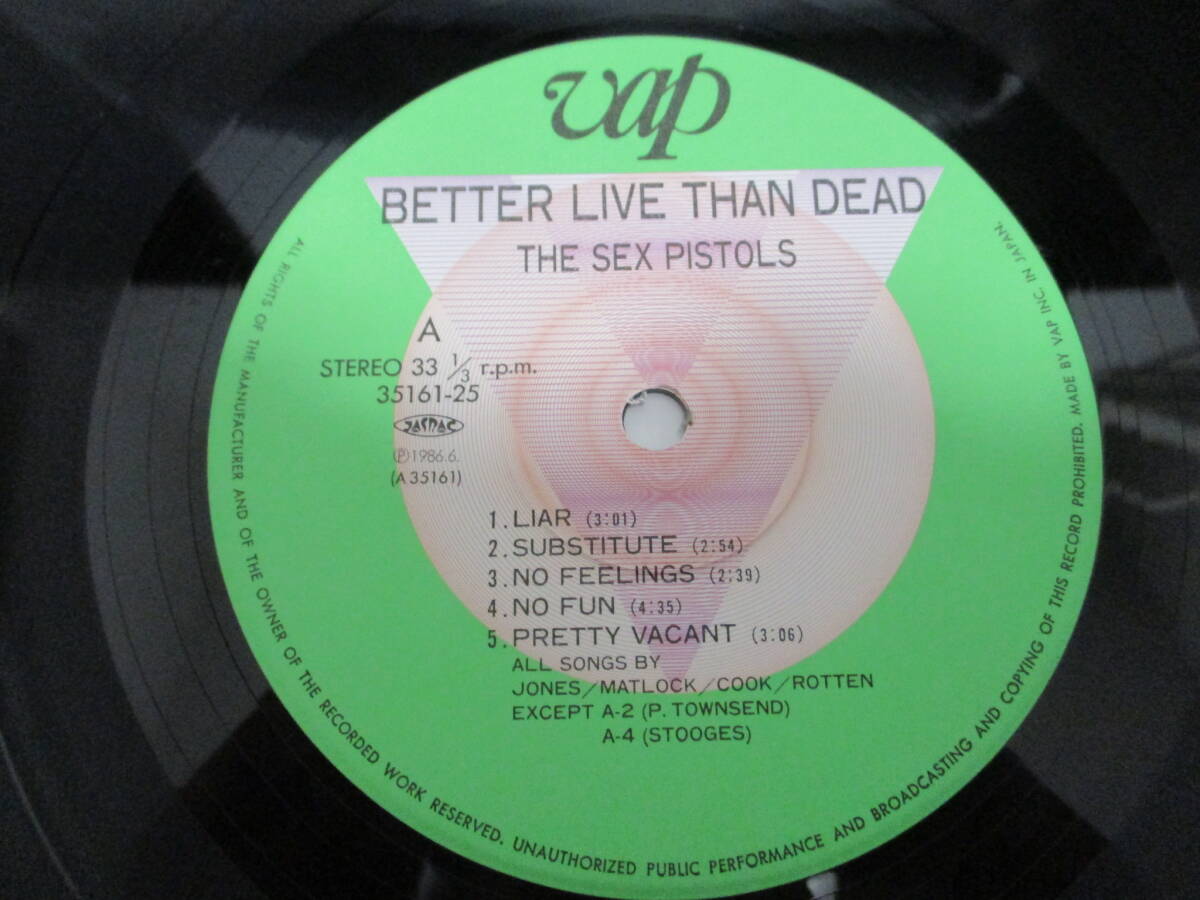 vap
BETTER LIVE THAN DEAD
THE SEX PISTOLS
A
STEREO 33 1/3 r.p.m.
35161-25
JASRAC
Ⓟ1986.6.
(A 35161)
1. LIAR (3:01)
2. SUBSTITUTE (2:54)
3. NO FEELINGS (2:39)
4. NO FUN (4:35)
5. PRETTY VACANT (3:06)
ALL SONGS BY
JONES/MATLOCK/COOK/ROTTEN
EXCEPT A-2 (P. TOWNSEND)
A-4 (STOOGES)
ALL RIGHTS OF THE MANUFACTURER AND OF THE OWNER OF THE RECORDED WORK RESERVED. UNAUTHORIZED PUBLIC PERFORMANCE AND BROADCASTING AND COPYING OF THIS RECORD PROHIBITED. MADE BY VAP INC. IN JAPAN.